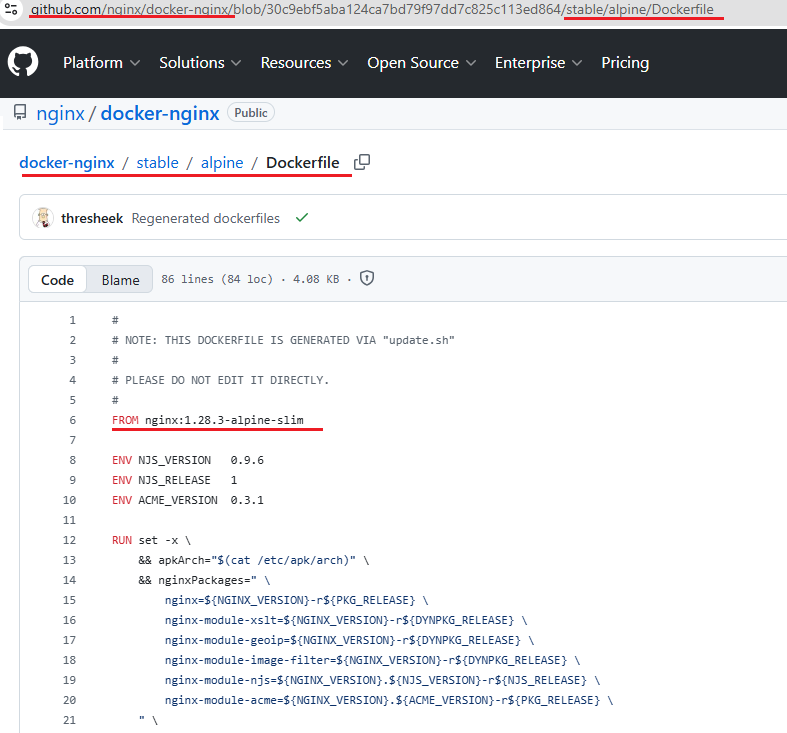 github.com/nginx/docker-nginx/blob/30c9ebf5aba124ca7bd79f97dd7c825c113ed864/stable/alpine/Dockerfile
Platform Solutions Resources Open Source Enterprise Pricing
nginx / docker-nginx Public
docker-nginx / stable / alpine / Dockerfile
thresheek Regenerated dockerfiles
Code Blame 86 lines (84 loc) · 4.08 KB ·
1 #
2 # NOTE: THIS DOCKERFILE IS GENERATED VIA "update.sh"
3 #
4 # PLEASE DO NOT EDIT IT DIRECTLY.
5 #
6 FROM nginx:1.28.3-alpine-slim
7
8 ENV NJS_VERSION   0.9.6
9 ENV NJS_RELEASE   1
10 ENV ACME_VERSION  0.3.1
11
12 RUN set -x \
13     && apkArch="$(cat /etc/apk/arch)" \
14     && nginxPackages=" \
15         nginx=${NGINX_VERSION}-r${PKG_RELEASE} \
16         nginx-module-xslt=${NGINX_VERSION}-r${DYNPKG_RELEASE} \
17         nginx-module-geoip=${NGINX_VERSION}-r${DYNPKG_RELEASE} \
18         nginx-module-image-filter=${NGINX_VERSION}-r${DYNPKG_RELEASE} \
19         nginx-module-njs=${NGINX_VERSION}.${NJS_VERSION}-r${NJS_RELEASE} \
20         nginx-module-acme=${NGINX_VERSION}.${ACME_VERSION}-r${PKG_RELEASE} \
21     " \